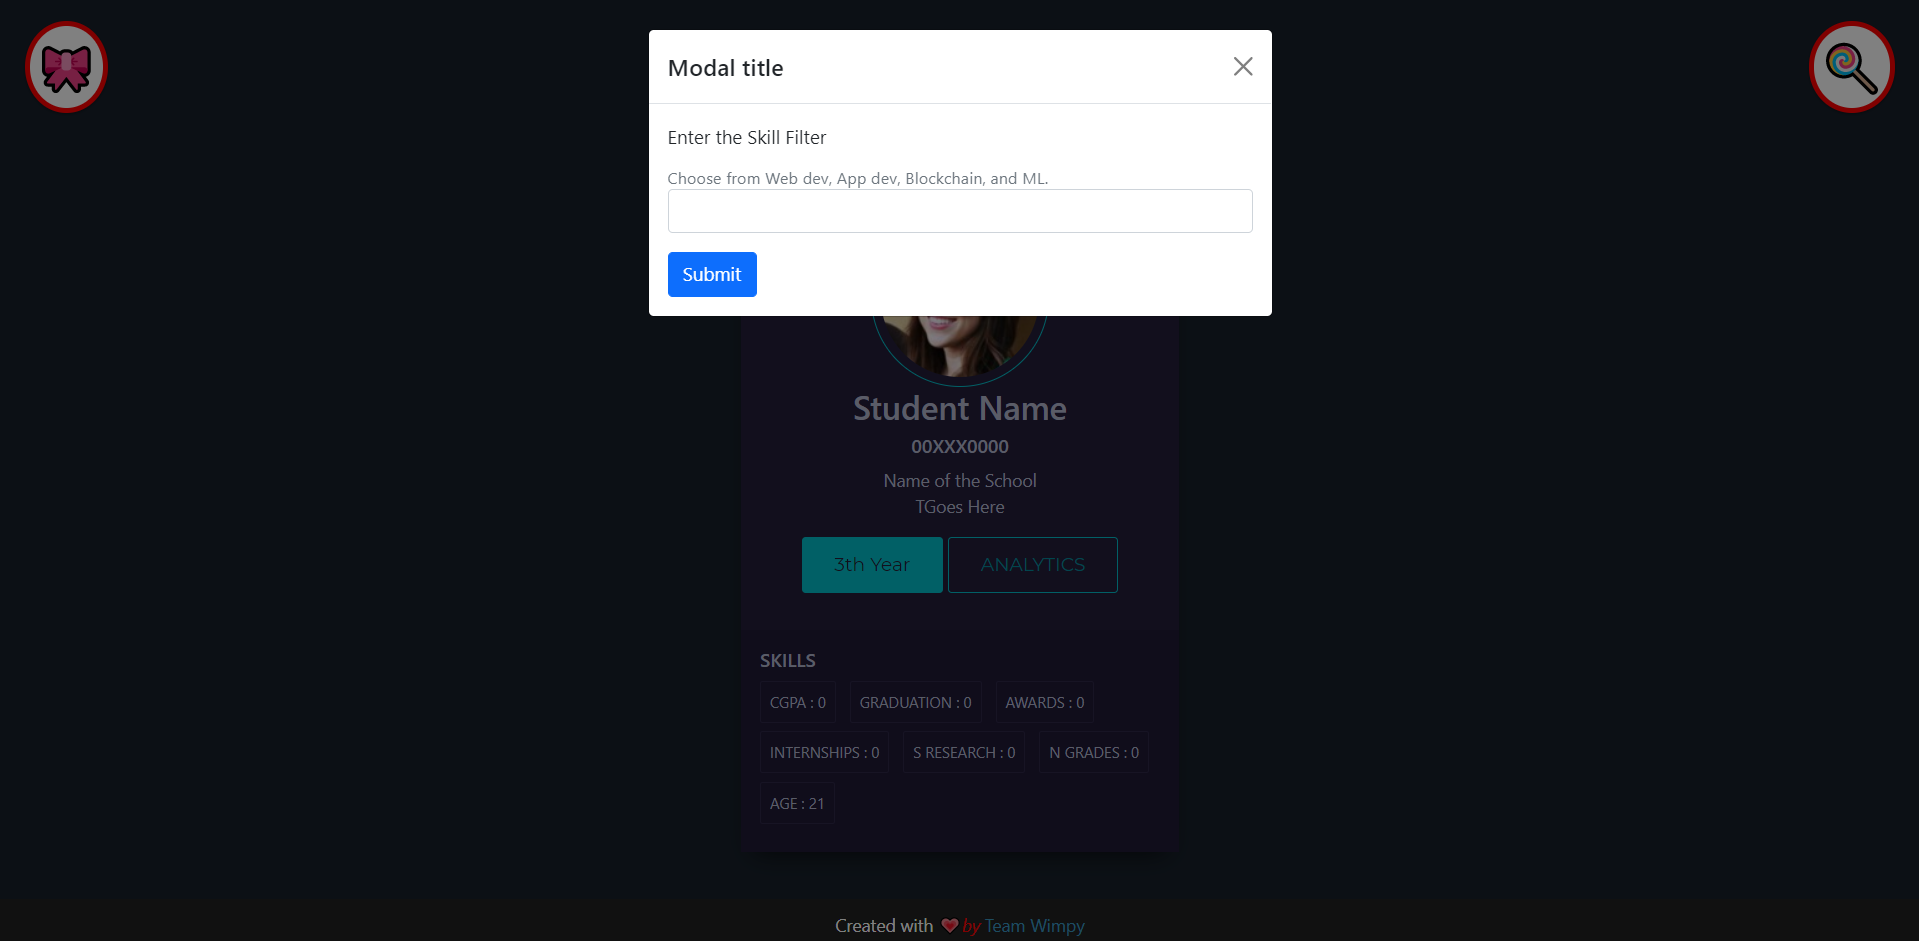 Modal title
Enter the Skill Filter
Choose from Web dev, App dev, Blockchain, and ML.
Submit
Student Name
00XXX0000
Name of the School
TGoes Here
3th Year ANALYTICS
SKILLS
CGPA : 0 GRADUATION : 0 AWARDS : 0
INTERNSHIPS : 0 S RESEARCH : 0 N GRADES : 0
AGE : 21
Created with ❤️ by Team Wimpy